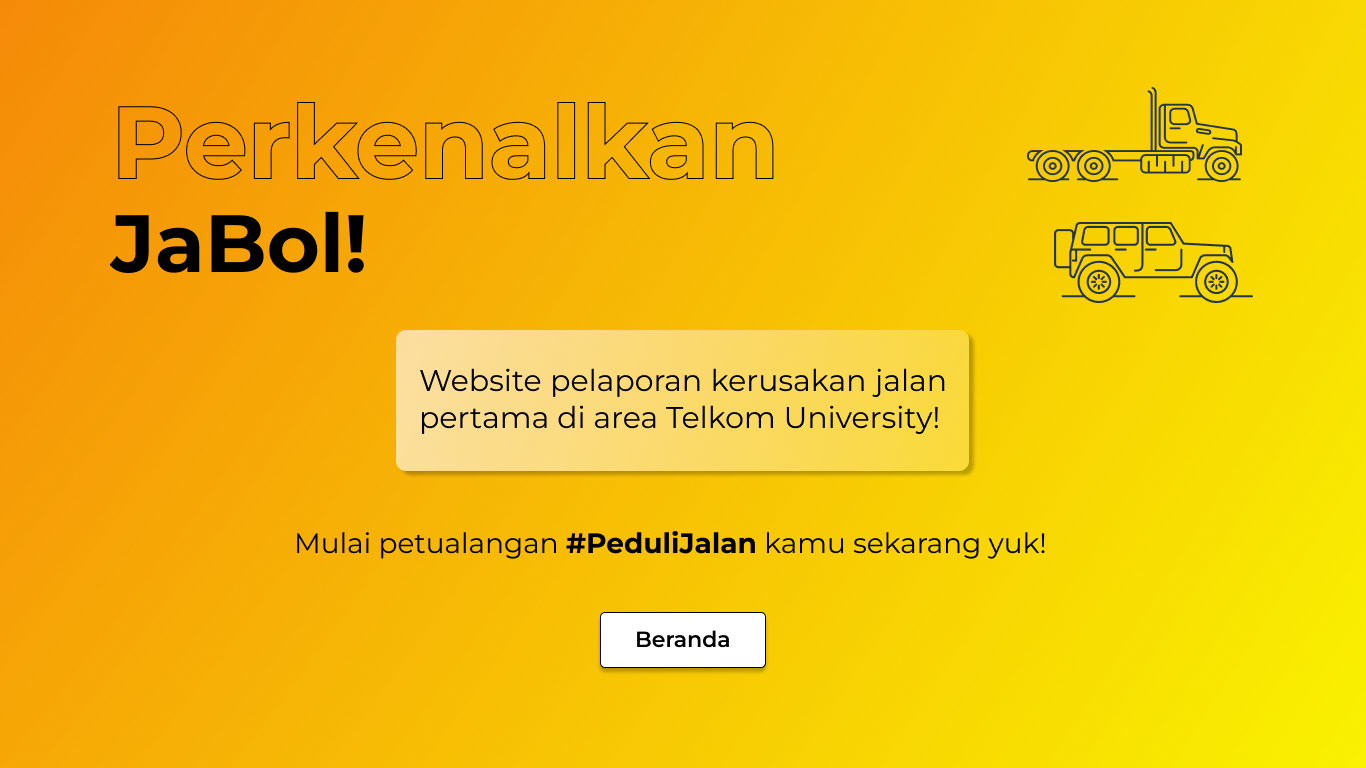 Perkenalkan
JaBol!
Website pelaporan kerusakan jalan
pertama di area Telkom University!
Mulai petualangan #PeduliJalan kamu sekarang yuk!
Beranda